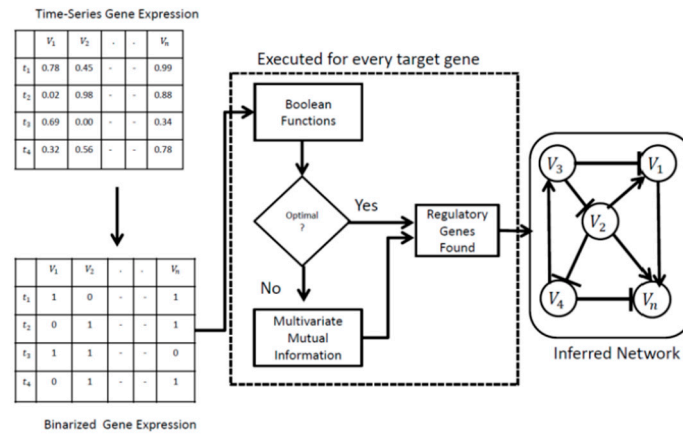 Time-Series Gene Expression
V₁ V₂ . . Vₙ
t₁ 0.78 0.45 - - 0.99
t₂ 0.02 0.98 - - 0.88
t₃ 0.69 0.00 - - 0.34
t₄ 0.32 0.56 - - 0.78
V₁ V₂ . . Vₙ
t₁ 1 0 - - 1
t₂ 0 1 - - 1
t₃ 1 1 - - 0
t₄ 0 1 - - 1
Binarized Gene Expression
Executed for every target gene
Boolean
Functions
Optimal
?
Yes
No
Multivariate
Mutual
Information
Regulatory
Genes
Found
V₃ V₁
V₂
V₄ Vₙ
Inferred Network